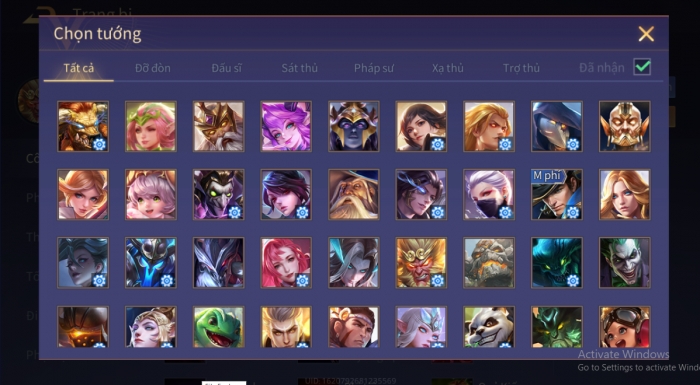 Trang bị
Chọn tướng
Tất cả
Đỡ đòn
Đấu sĩ
Sát thủ
Pháp sư
Xạ thủ
Trợ thủ
Đã nhận
M phí
Activate Windows
Go to Settings to activate Wind